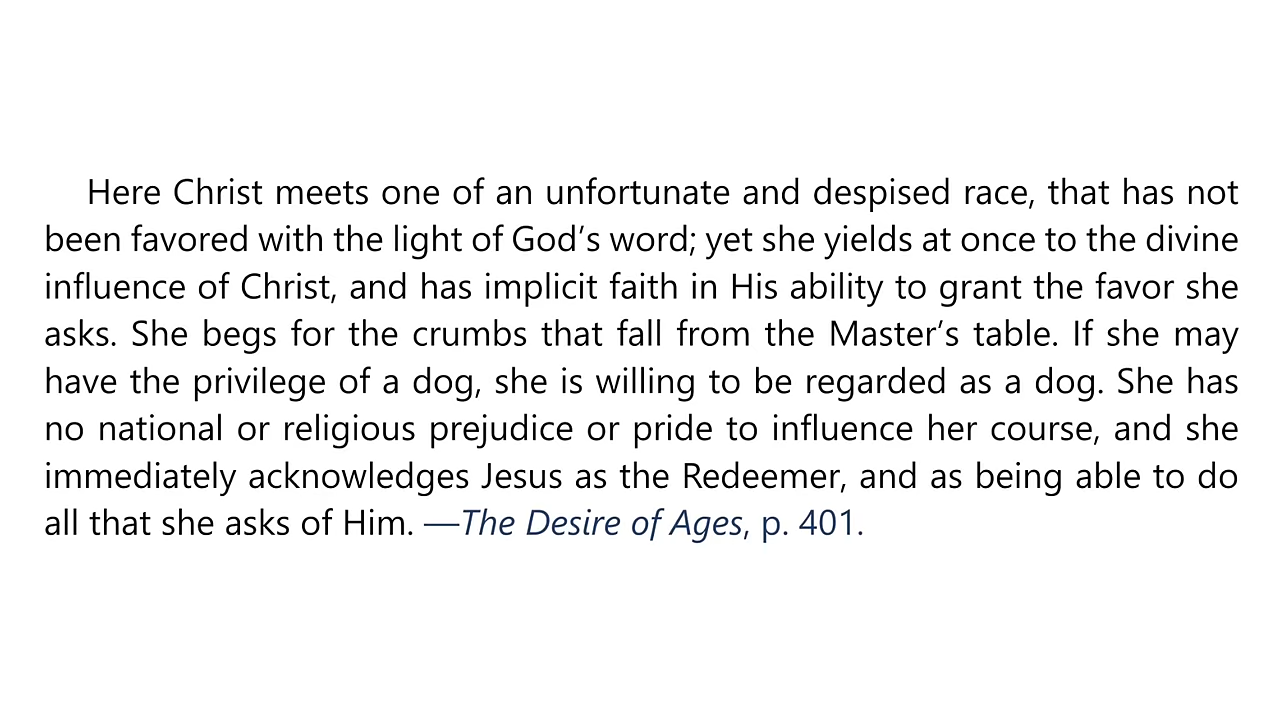 Here Christ meets one of an unfortunate and despised race, that has not
been favored with the light of God’s word; yet she yields at once to the divine
influence of Christ, and has implicit faith in His ability to grant the favor she
asks. She begs for the crumbs that fall from the Master’s table. If she may
have the privilege of a dog, she is willing to be regarded as a dog. She has
no national or religious prejudice or pride to influence her course, and she
immediately acknowledges Jesus as the Redeemer, and as being able to do
all that she asks of Him. —The Desire of Ages, p. 401.